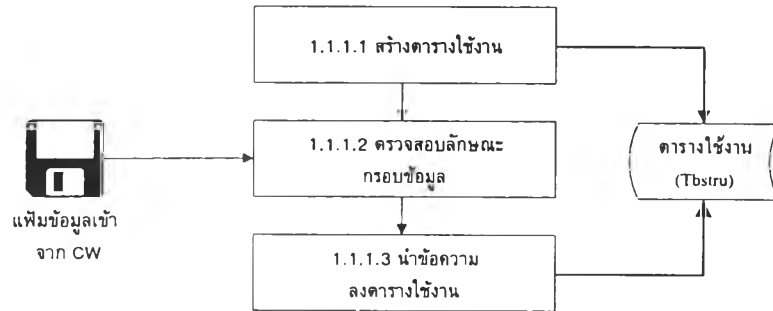 1.1.1.1 สร้างตารางใช้งาน
1.1.1.2 ตรวจสอบลักษณะ
กรอบข้อมูล
ตารางใช้งาน
(Tbstru)
แฟ้มข้อมูลเข้า
จาก CW
1.1.1.3 นำข้อความ
ลงตารางใช้งาน